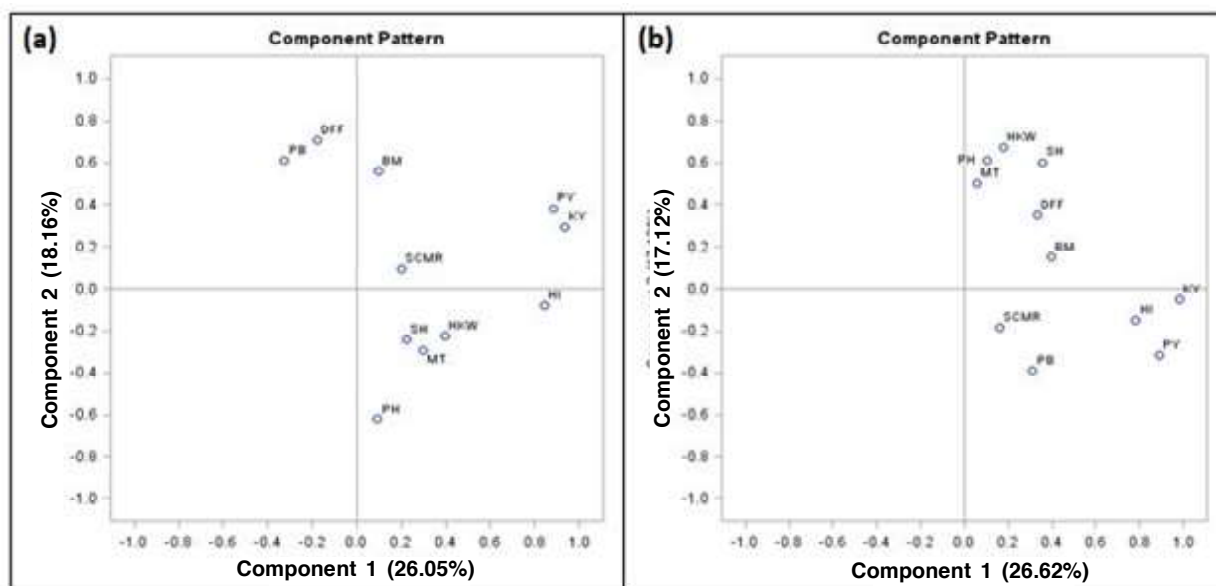 (a)
Component Pattern
1.0
0.8
0.6
0.4
0.2
0.0
-0.2
-0.4
-0.6
-0.8
-1.0
Component 2 (18.16%)
DFF
PB
BM
PY
KY
SCMR
HI
SH HKW
MT
PH
-1.0 -0.8 -0.6 -0.4 -0.2 0.0 0.2 0.4 0.6 0.8 1.0
Component 1 (26.05%)
(b)
Component Pattern
1.0
0.8
0.6
0.4
0.2
0.0
-0.2
-0.4
-0.6
-0.8
-1.0
Component 2 (17.12%)
HKW
PH SH
MT
DFF
BM
KY
SCMR HI
PY
PB
-1.0 -0.8 -0.6 -0.4 -0.2 0.0 0.2 0.4 0.6 0.8 1.0
Component 1 (26.62%)